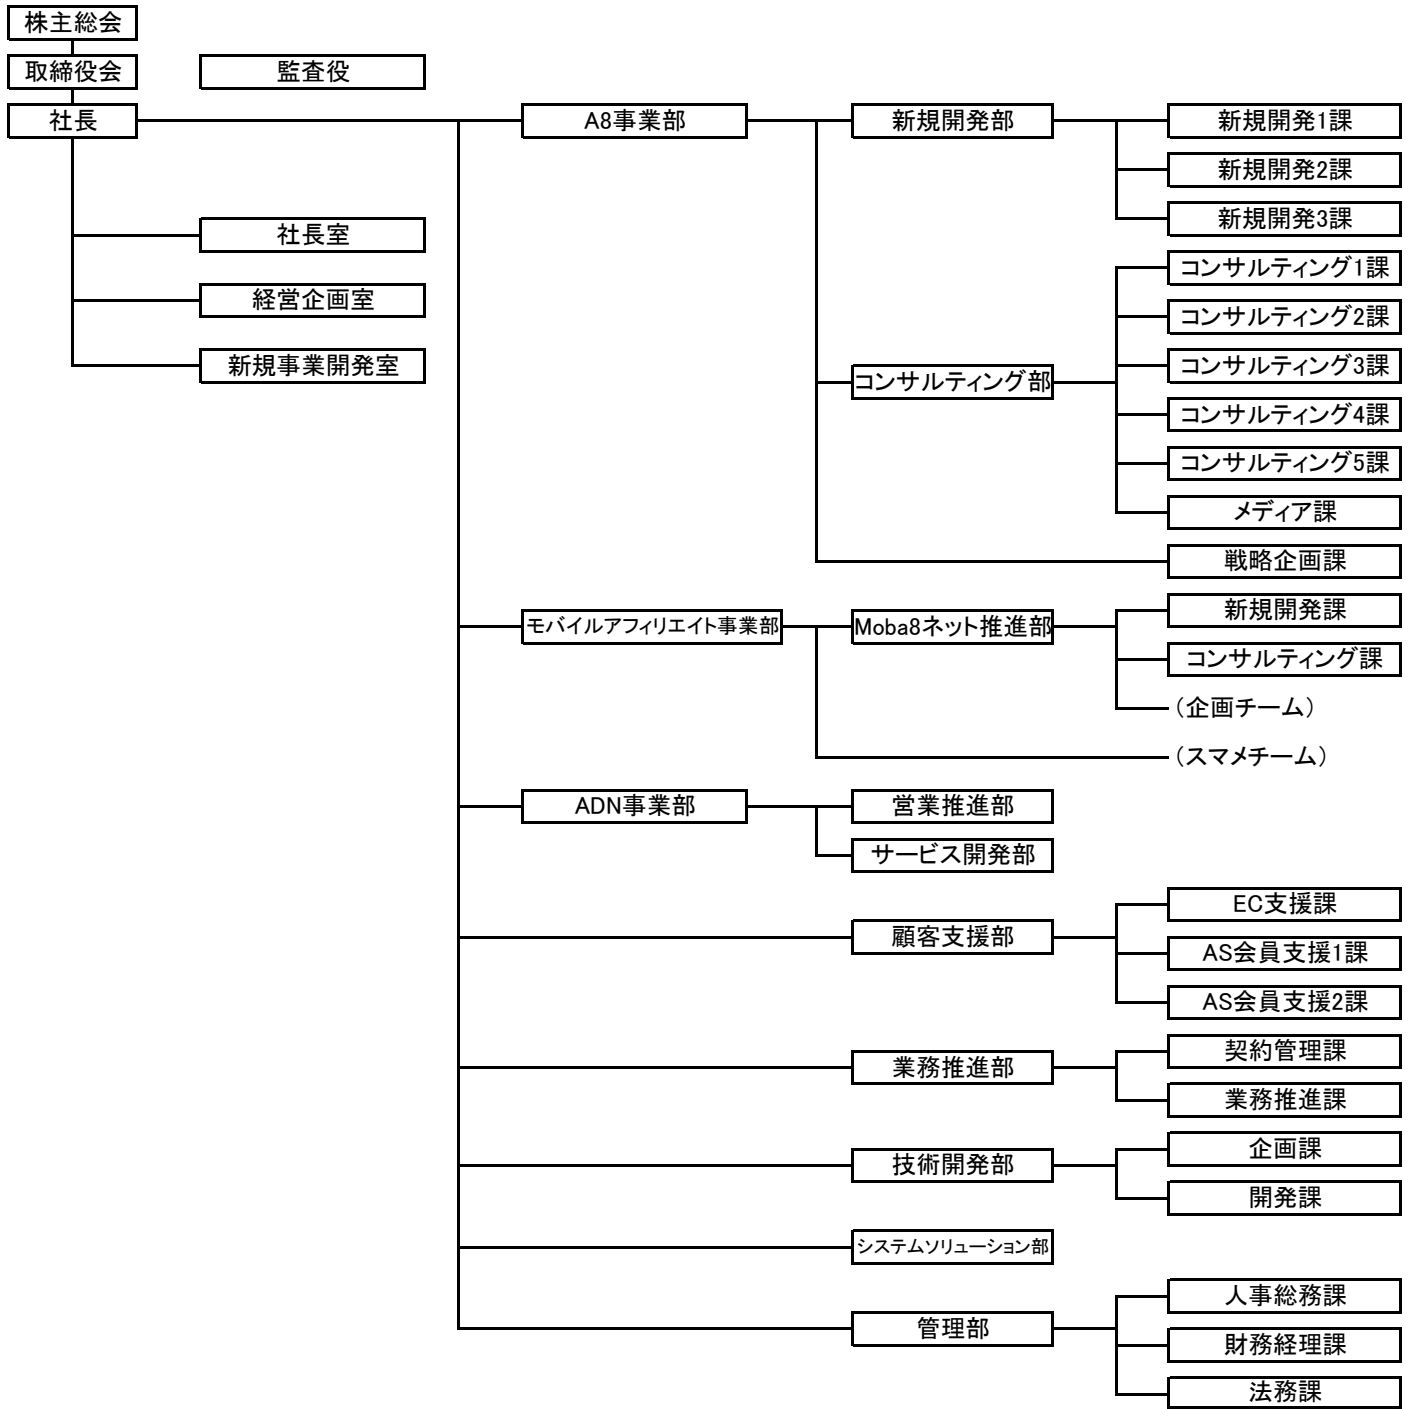 株主総会
取締役会
監査役
社長
A8事業部
新規開発部
新規開発1課
新規開発2課
新規開発3課
社長室
経営企画室
新規事業開発室
コンサルティング1課
コンサルティング2課
コンサルティング3課
コンサルティング部
コンサルティング4課
コンサルティング5課
メディア課
戦略企画課
モバイルアフィリエイト事業部
Moba8ネット推進部
新規開発課
コンサルティング課
（企画チーム）
（スマメチーム）
ADN事業部
営業推進部
サービス開発部
顧客支援部
EC支援課
AS会員支援1課
AS会員支援2課
業務推進部
契約管理課
業務推進課
技術開発部
企画課
開発課
システムソリューション部
管理部
人事総務課
財務経理課
法務課